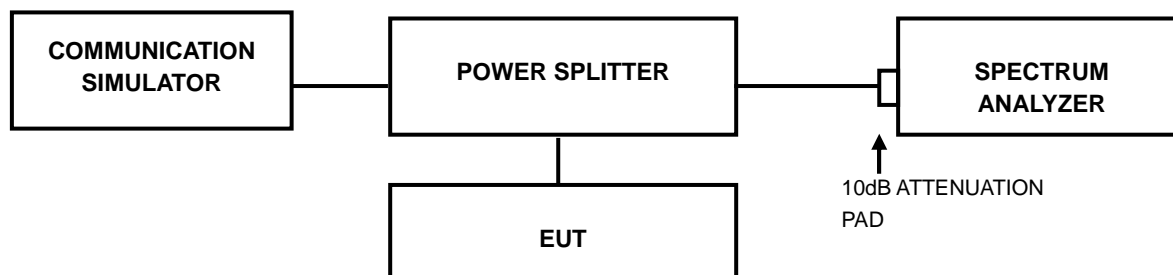 COMMUNICATION
SIMULATOR
POWER SPLITTER
SPECTRUM
ANALYZER
10dB ATTENUATION
PAD
EUT